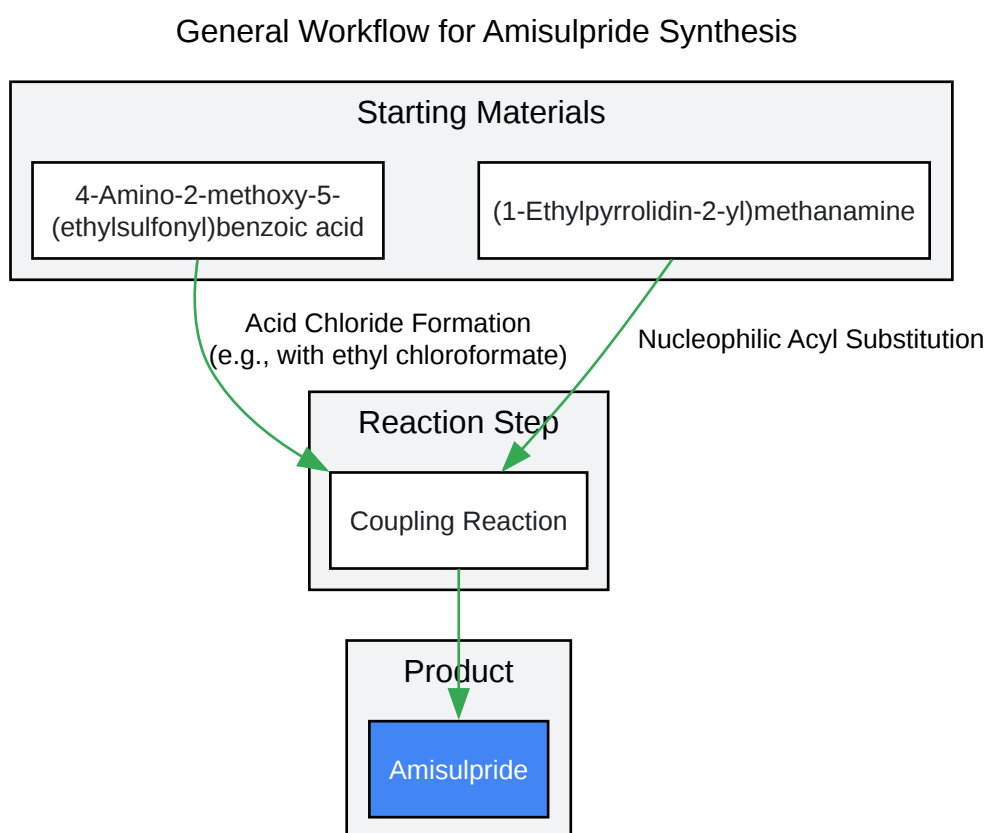 General Workflow for Amisulpride Synthesis
Starting Materials
4-Amino-2-methoxy-5-
(ethylsulfonyl)benzoic acid
(1-Ethylpyrrolidin-2-yl)methanamine
Acid Chloride Formation
(e.g., with ethyl chloroformate)
Nucleophilic Acyl Substitution
Reaction Step
Coupling Reaction
Product
Amisulpride